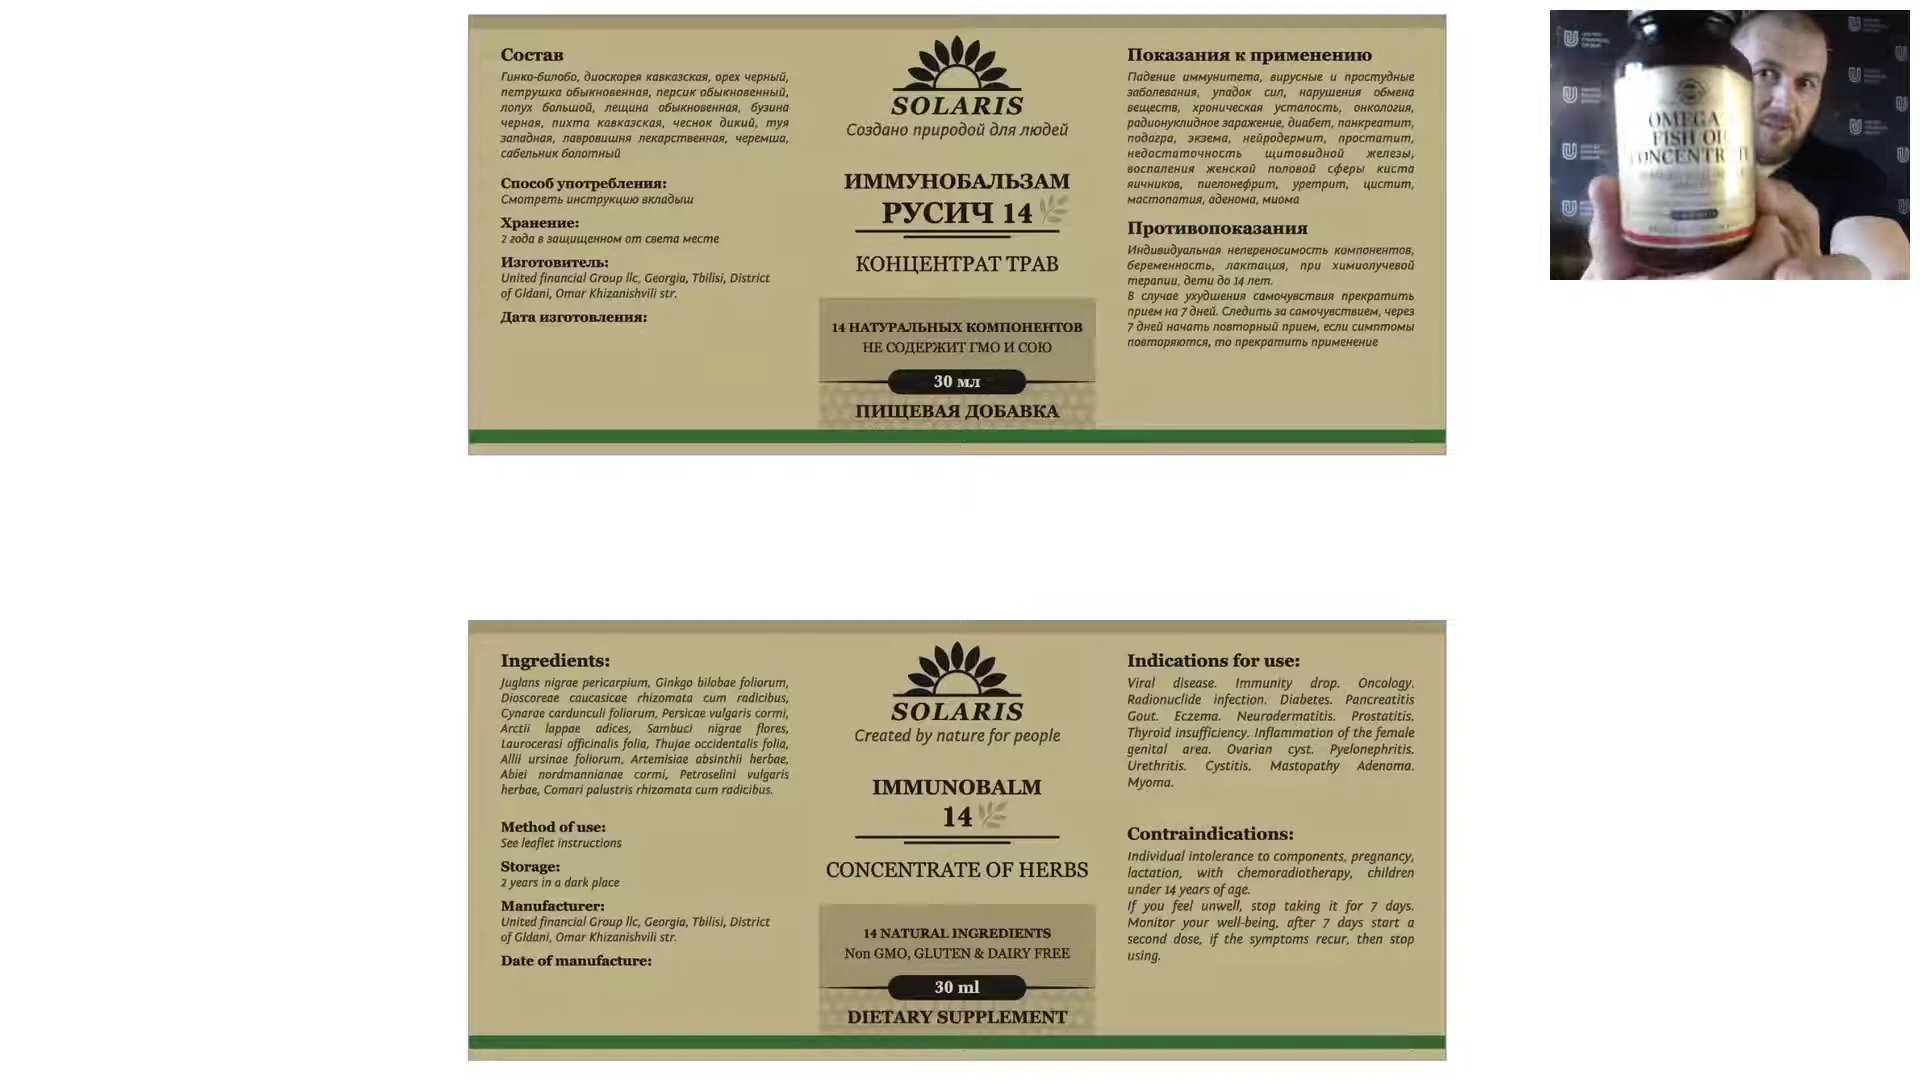 Состав
Гинко-билобо, диоскорея кавказская, орех черный,
петрушка обыкновенная, персик обыкновенный,
лопух большой, лещина обыкновенная, бузина
черная, пихта кавказская, чеснок дикий, туя
западная, лавровишня лекарственная, черемша,
сабельник болотный
Способ употребления:
Смотреть инструкцию вкладыш
Хранение:
2 года в защищенном от света месте
Изготовитель:
United financial Group llc, Georgia, Tbilisi, District
of Gldani, Omar Khizanishvili str.
Дата изготовления:
SOLARIS
Создано природой для людей
ИММУНОБАЛЬЗАМ
РУСИЧ 14
КОНЦЕНТРАТ ТРАВ
14 НАТУРАЛЬНЫХ КОМПОНЕНТОВ
НЕ СОДЕРЖИТ ГМО И СОЮ
30 мл
ПИЩЕВАЯ ДОБАВКА
Показания к применению
Падение иммунитета, вирусные и простудные
заболевания, упадок сил, нарушения обмена
веществ, хроническая усталость, онкология,
радионуклидное заражение, диабет, панкреатит,
подагра, экзема, нейродермит, простатит,
недостаточность щитовидной железы,
воспаления женской половой сферы киста
яичников, пиелонефрит, уретрит, цистит,
мастопатия, аденома, миома
Противопоказания
Индивидуальная непереносимость компонентов,
беременность, лактация, при химиолучевой
терапии, дети до 14 лет.
В случае ухудшения самочувствия прекратить
прием на 7 дней. Следить за самочувствием, через
7 дней начать повторный прием, если симптомы
повторяются, то прекратить применение
OMEGA
FISH OIL
Ingredients:
Juglans nigrae pericarpium, Ginkgo bilobae foliorum,
Dioscoreae caucasicae rhizomata cum radicibus,
Cynarae cardunculi foliorum, Persicae vulgaris cormi,
Arctii lappae adices, Sambuci nigrae flores,
Laurocerasi officinalis folia, Thujae occidentalis folia,
Allii ursinae foliorum, Artemisiae absinthii herbae,
Abiei nordmannianae cormi, Petroselini vulgaris
herbae, Comari palustris rhizomata cum radicibus.
Method of use:
See leaflet instructions
Storage:
2 years in a dark place
Manufacturer:
United financial Group llc, Georgia, Tbilisi, District
of Gldani, Omar Khizanishvili str.
Date of manufacture:
SOLARIS
Created by nature for people
IMMUNOBALM
14
CONCENTRATE OF HERBS
14 NATURAL INGREDIENTS
Non GMO, GLUTEN & DAIRY FREE
30 ml
DIETARY SUPPLEMENT
Indications for use:
Viral disease. Immunity drop. Oncology.
Radionuclide infection. Diabetes. Pancreatitis
Gout. Eczema. Neurodermatitis. Prostatitis.
Thyroid insufficiency. Inflammation of the female
genital area. Ovarian cyst. Pyelonephritis.
Urethritis. Cystitis. Mastopathy Adenoma.
Myoma.
Contraindications:
Individual intolerance to components, pregnancy,
lactation, with chemoradiotherapy, children
under 14 years of age.
If you feel unwell, stop taking it for 7 days.
Monitor your well-being, after 7 days start a
second dose, if the symptoms recur, then stop
using.